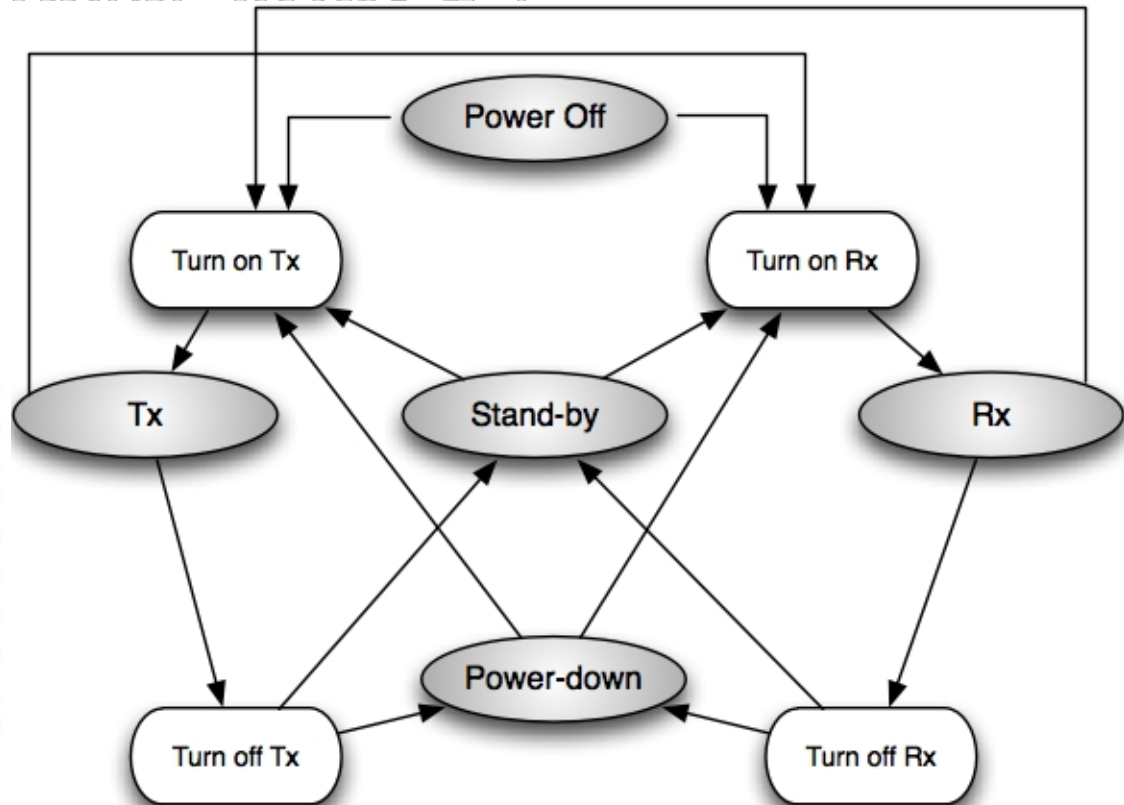 Power Off
Turn on Tx
Turn on Rx
Tx
Stand-by
Rx
Power-down
Turn off Tx
Turn off Rx